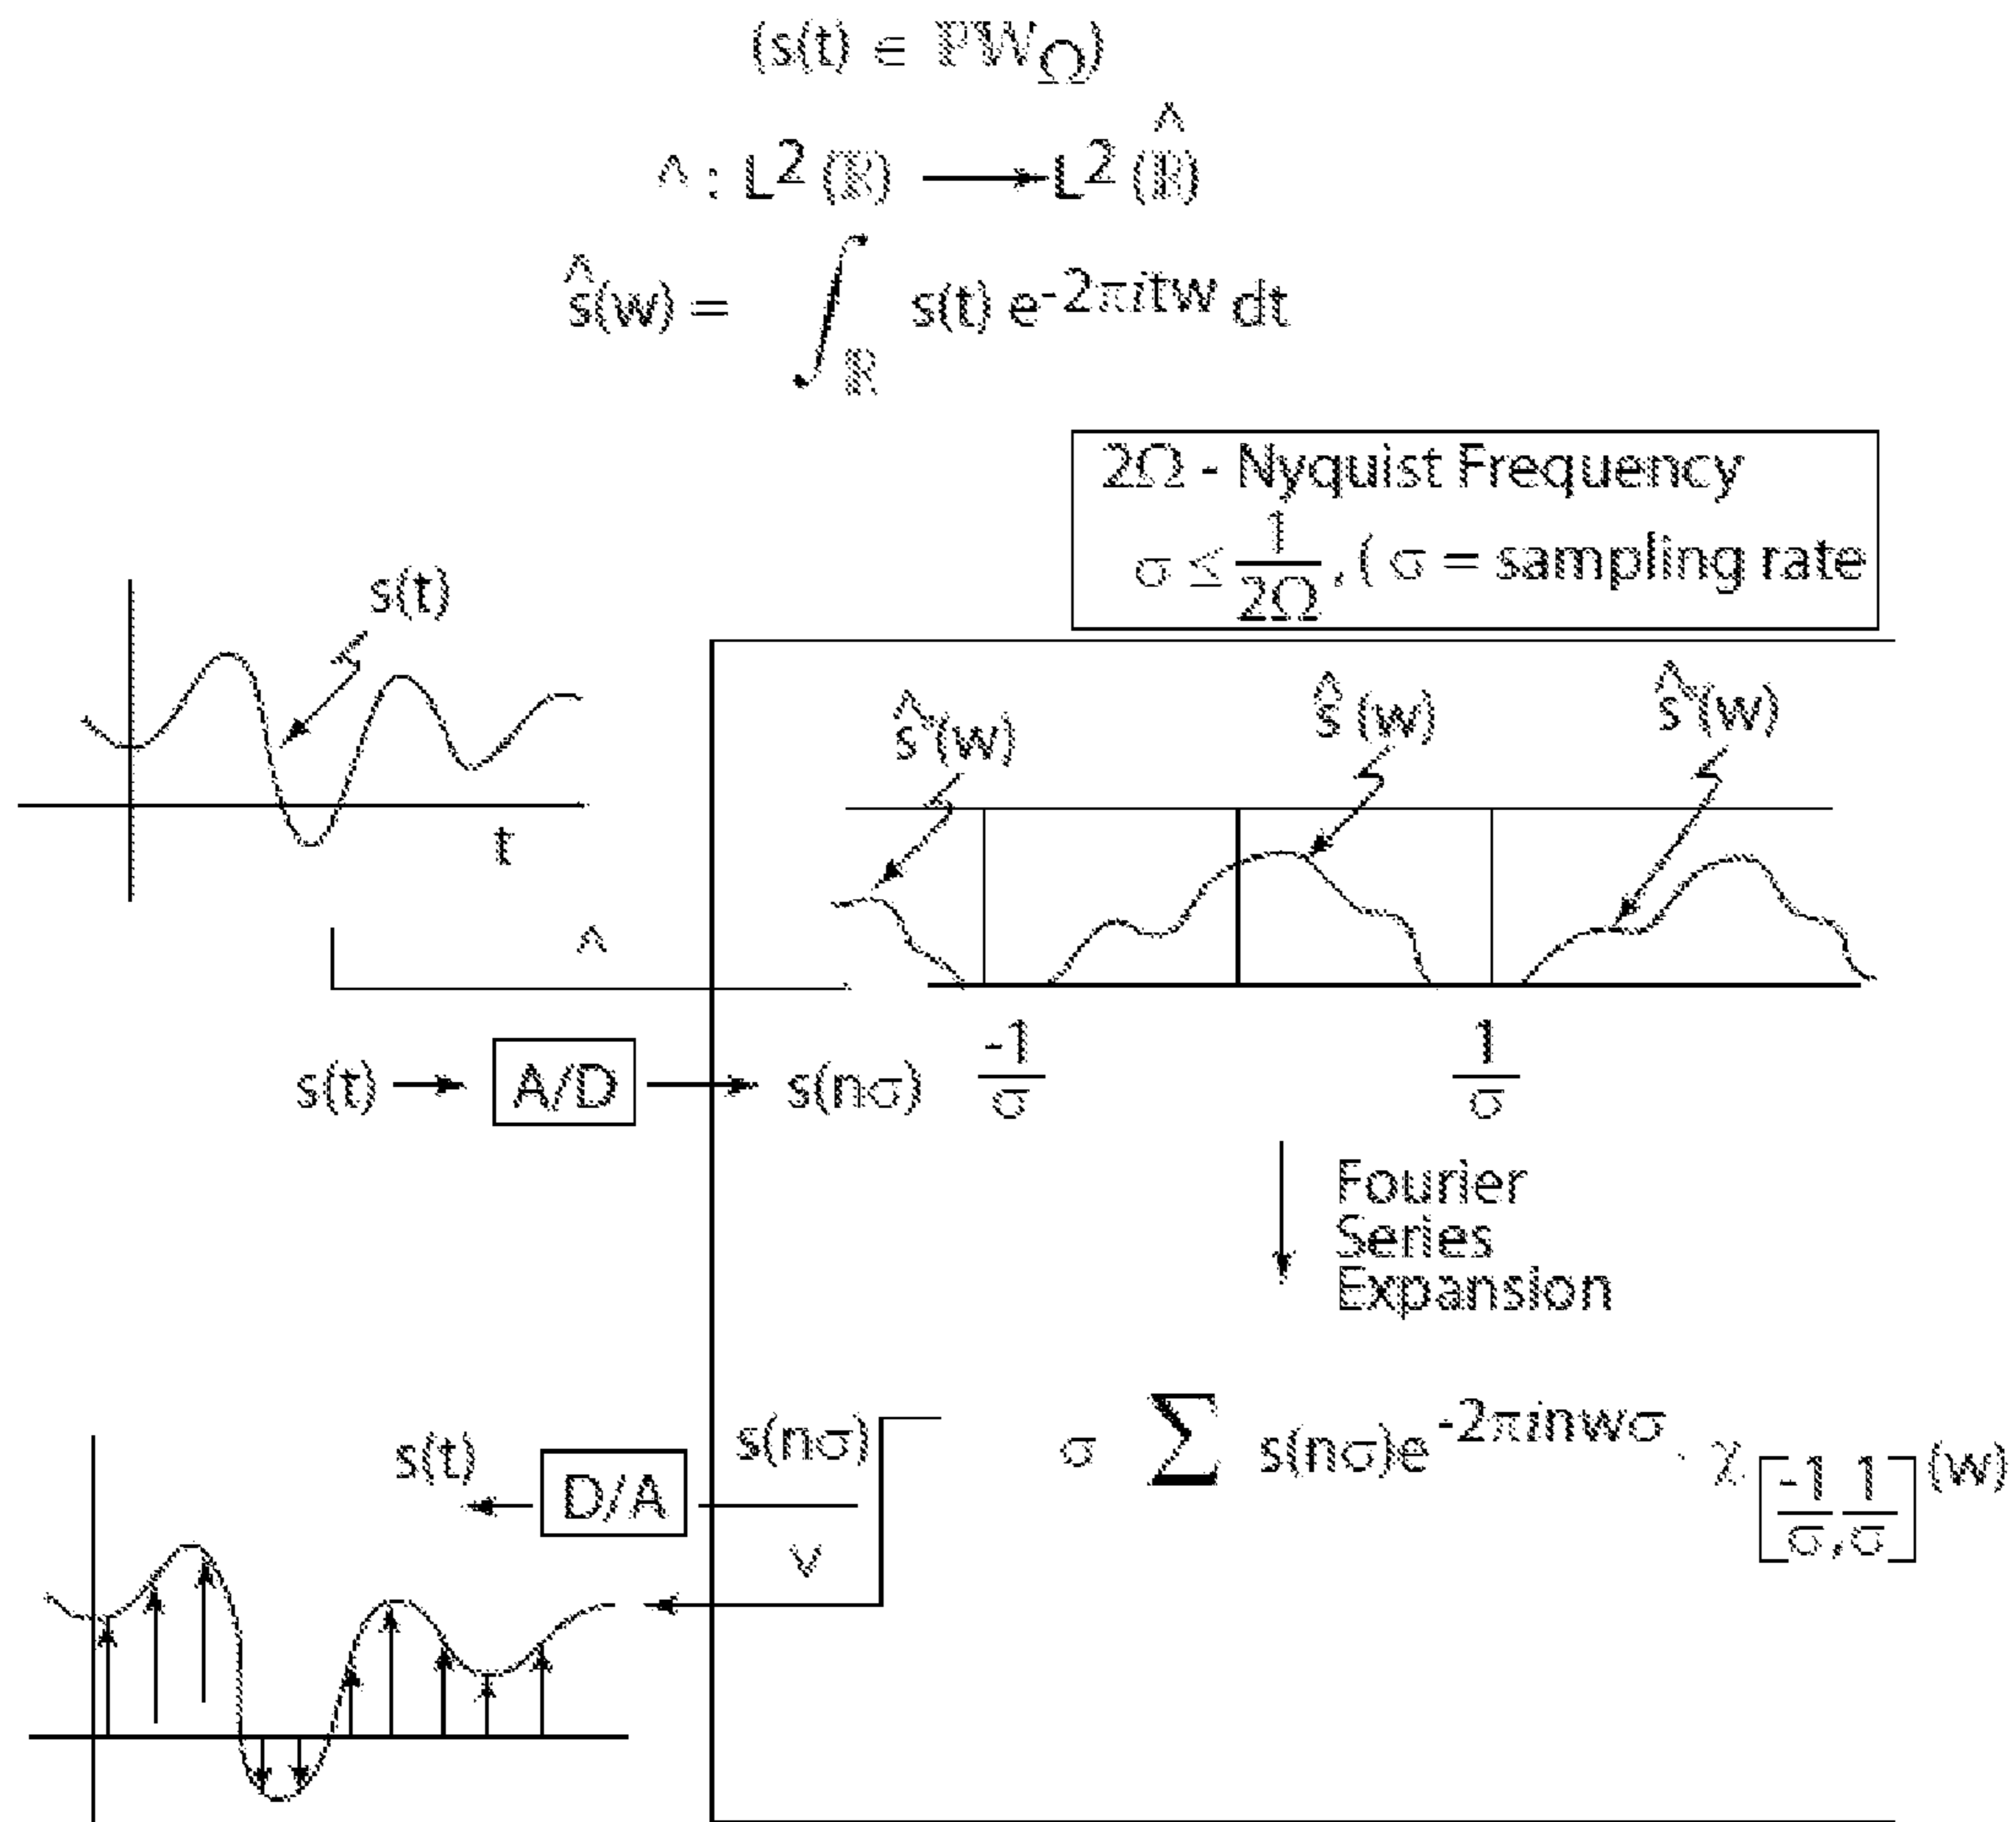 (s(t) ∈ ℙW_Ω)
^ : L² (ℝ) ⟶ L² (ℝ̂)
ŝ(w) = ∫_ℝ s(t) e^{-2πitw} dt
2Ω - Nyquist Frequency
σ ≤ 1/2Ω , ( σ = sampling rate
s(t)
t
^
ŝ°(w)
ŝ (w)
ŝ°(w)
-1/σ
1/σ
s(t) → A/D → s(nσ)
Fourier
Series
Expansion
σ ∑ s(nσ)e^{-2πinwσ} · χ_{[-1/σ,1/σ]} (w)
s(t) ← D/A s(nσ)
∨